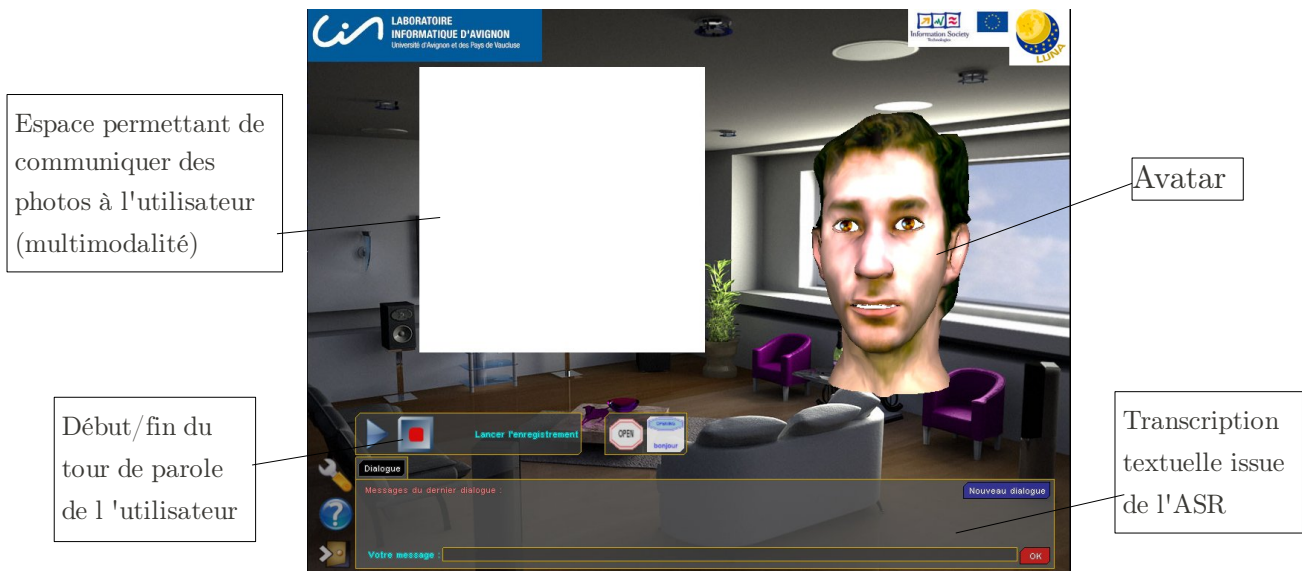 LABORATOIRE
INFORMATIQUE D'AVIGNON
Université d'Avignon et des Pays de Vaucluse
Information Society
Technologies
LUNA
Espace permettant de
communiquer des
photos à l'utilisateur
(multimodalité)
Avatar
Début/fin du
tour de parole
de l 'utilisateur
Transcription
textuelle issue
de l'ASR
Lancer l'enregistrement
OPEN
OPENING
bonjour
Dialogue
Messages du dernier dialogue :
Nouveau dialogue
Votre message :
OK